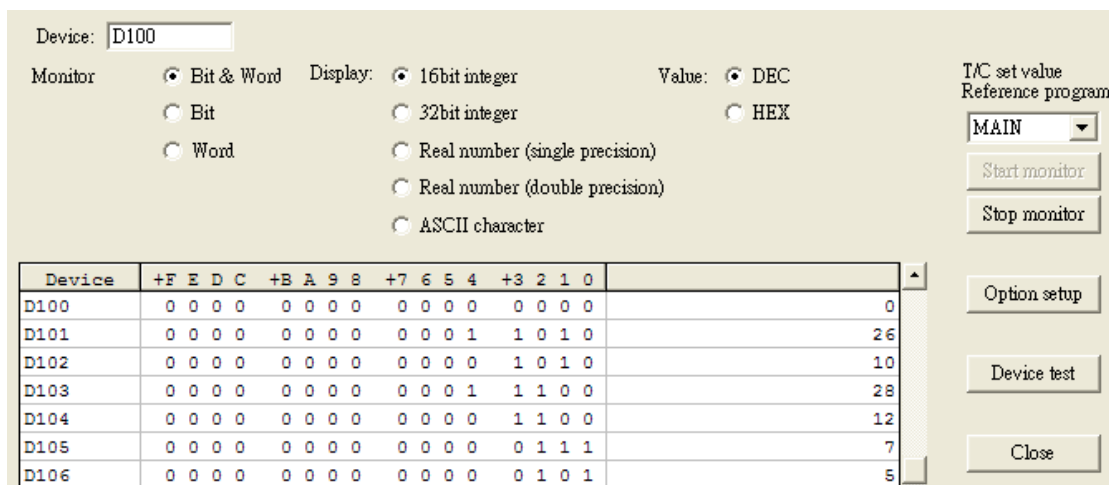 Device: D100
Monitor Bit & Word Display: 16bit integer Value: DEC T/C set value
Reference program
Bit 32bit integer HEX MAIN
Word Real number (single precision) Start monitor
Real number (double precision) Stop monitor
ASCII character
Device +F E D C +B A 9 8 +7 6 5 4 +3 2 1 0 Option setup
D100 0 0 0 0 0 0 0 0 0 0 0 0 0 0 0 0 0
D101 0 0 0 0 0 0 0 0 0 0 0 1 1 0 1 0 26
D102 0 0 0 0 0 0 0 0 0 0 0 0 1 0 1 0 10 Device test
D103 0 0 0 0 0 0 0 0 0 0 0 1 1 1 0 0 28
D104 0 0 0 0 0 0 0 0 0 0 0 0 1 1 0 0 12
D105 0 0 0 0 0 0 0 0 0 0 0 0 0 1 1 1 7 Close
D106 0 0 0 0 0 0 0 0 0 0 0 0 0 1 0 1 5